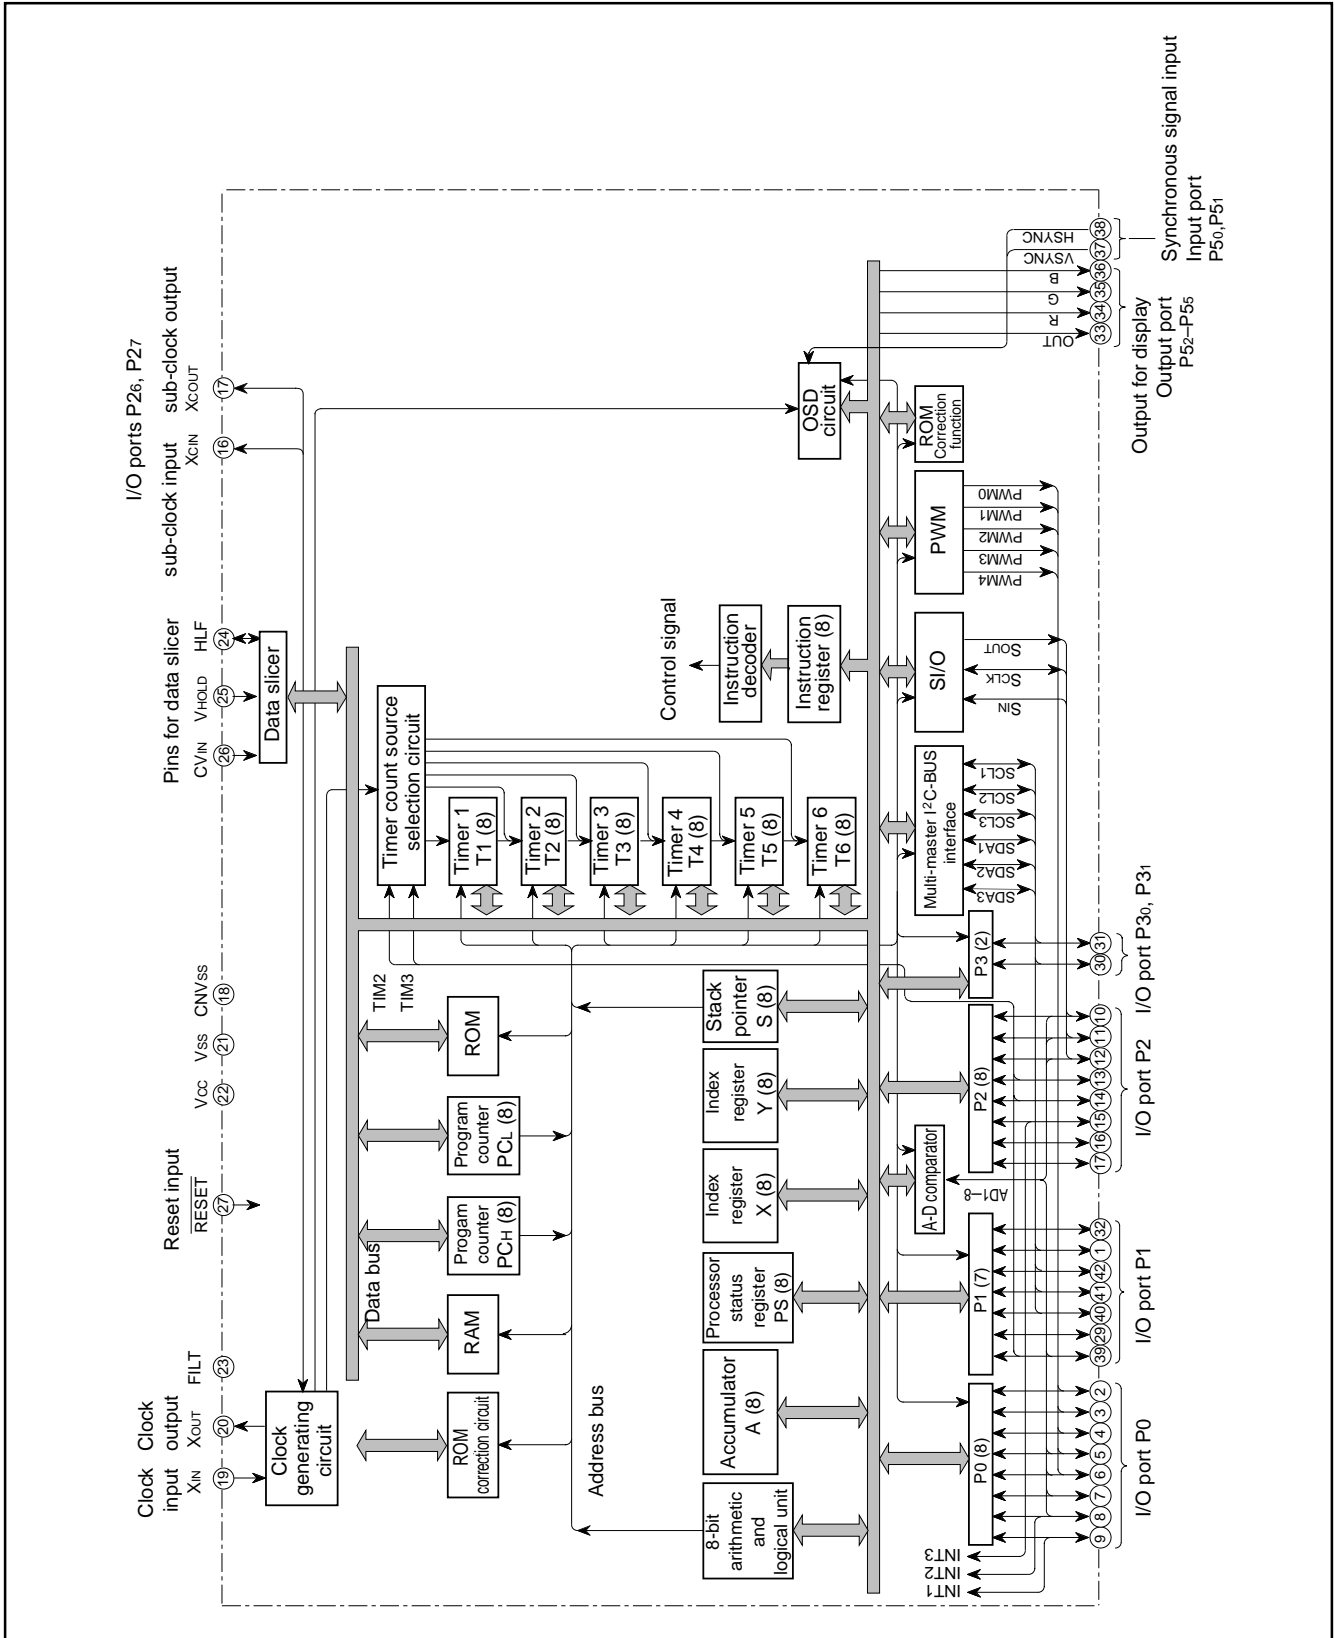 Clock input
XIN
19
Clock output
XOUT
20
FILT
23
Reset input
RESET
27
VCC
22
VSS
21
CNVSS
18
Pins for data slicer
CVIN
26
VHOLD
25
HLF
24
I/O ports P26, P27
sub-clock input
XCIN
16
sub-clock output
XCOUT
17
Clock
generating
circuit
Data slicer
Data bus
ROM
correction circuit
RAM
Progam
counter
PCH (8)
Program
counter
PCL (8)
ROM
TIM2
TIM3
Timer count source
selection circuit
Timer 1
T1 (8)
Timer 2
T2 (8)
Timer 3
T3 (8)
Timer 4
T4 (8)
Timer 5
T5 (8)
Timer 6
T6 (8)
Address bus
8-bit
arithmetic
and
logical unit
Accumulator
A (8)
Processor
status
register
PS (8)
Index
register
X (8)
Index
register
Y (8)
Stack
pointer
S (8)
Control signal
Instruction
decoder
Instruction
register (8)
OSD
circuit
P0 (8)
P1 (7)
A-D comparator
AD1–8
P2 (8)
P3 (2)
Multi-master I²C-BUS
interface
SDA3
SDA2
SDA1
SCL3
SCL2
SCL1
SI/O
SIN
SCLK
SOUT
PWM
PWM4
PWM3
PWM2
PWM1
PWM0
ROM
Correction
function
OUT
R
G
B
VSYNC
HSYNC
INT1
INT2
INT3
9
8
7
6
5
4
3
2
I/O port P0
39
29
40
41
42
1
32
I/O port P1
17
16
15
14
13
12
11
10
I/O port P2
30
31
I/O port P30, P31
33
34
35
36
Output for display
Output port
P52–P55
37
38
Synchronous signal input
Input port
P50,P51